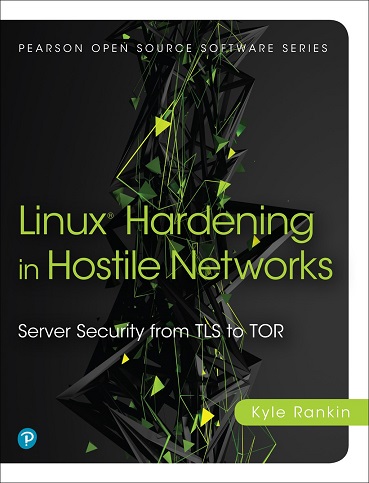 PEARSON OPEN SOURCE SOFTWARE SERIES
Linux® Hardening
in Hostile Networks
Server Security from TLS to TOR
Kyle Rankin
P